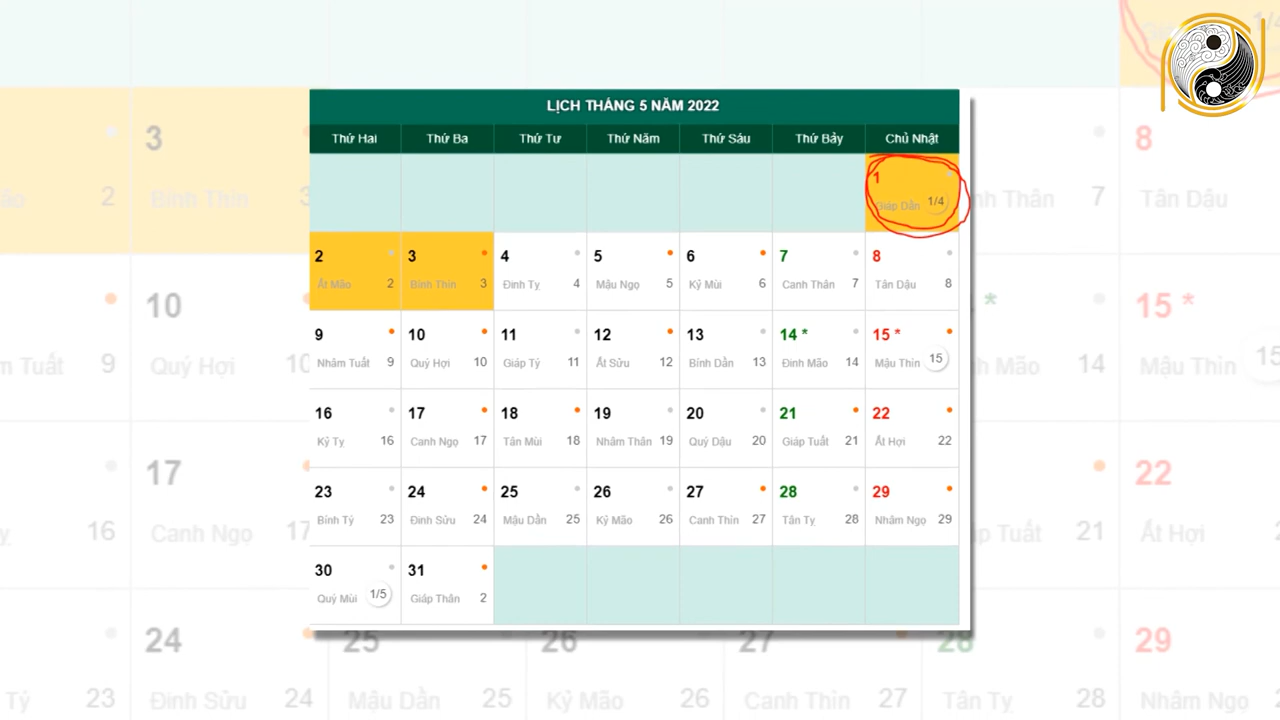 LỊCH THÁNG 5 NĂM 2022
Thứ Hai Thứ Ba Thứ Tư Thứ Năm Thứ Sáu Thứ Bảy Chủ Nhật
1
Giáp Dần 1/4
2 3 4 5 6 7 8
Ất Mão 2 Bính Thìn 3 Đinh Tỵ 4 Mậu Ngọ 5 Kỷ Mùi 6 Canh Thân 7 Tân Dậu 8
9 10 11 12 13 14 * 15 *
Nhâm Tuất 9 Quý Hợi 10 Giáp Tý 11 Ất Sửu 12 Bính Dần 13 Đinh Mão 14 Mậu Thìn 15
16 17 18 19 20 21 22
Kỷ Tỵ 16 Canh Ngọ 17 Tân Mùi 18 Nhâm Thân 19 Quý Dậu 20 Giáp Tuất 21 Ất Hợi 22
23 24 25 26 27 28 29
Bính Tý 23 Đinh Sửu 24 Mậu Dần 25 Kỷ Mão 26 Canh Thìn 27 Tân Tỵ 28 Nhâm Ngọ 29
30 31
Quý Mùi 1/5 Giáp Thân 2